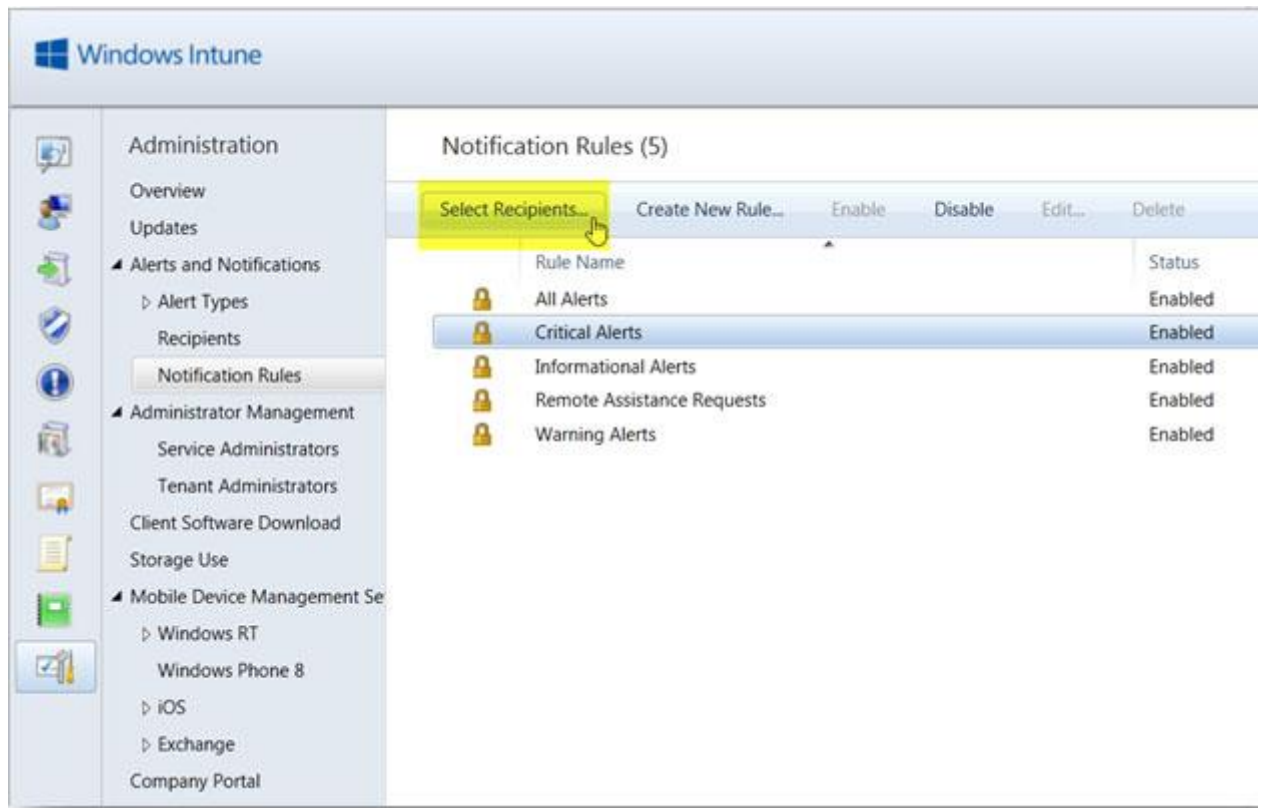 Windows Intune
Administration
Overview
Updates
Alerts and Notifications
Alert Types
Recipients
Notification Rules
Administrator Management
Service Administrators
Tenant Administrators
Client Software Download
Storage Use
Mobile Device Management Se
Windows RT
Windows Phone 8
iOS
Exchange
Company Portal
Notification Rules (5)
Select Recipients... Create New Rule... Enable Disable Edit... Delete
Rule Name Status
All Alerts Enabled
Critical Alerts Enabled
Informational Alerts Enabled
Remote Assistance Requests Enabled
Warning Alerts Enabled